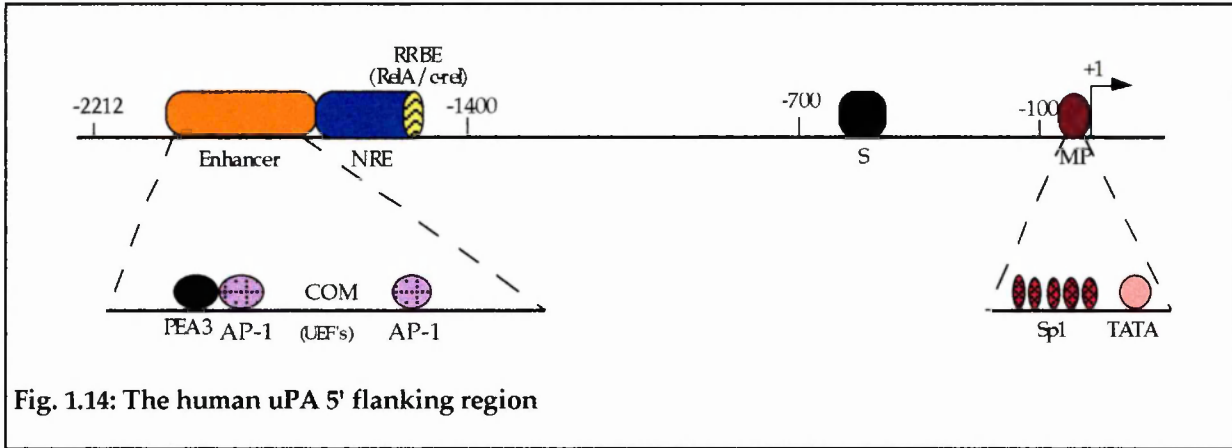 RRBE
(RelA / c-rel)
+1
-2212
-1400
-700
-100
Enhancer
NRE
S
MP
COM
PEA3
AP-1
(UEF's)
AP-1
Sp1
TATA
Fig. 1.14: The human uPA 5' flanking region